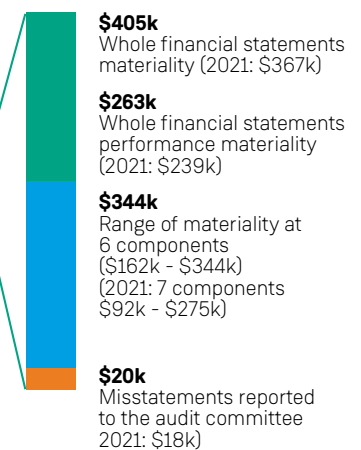 $405k
Whole financial statements
materiality (2021: $367k)
$263k
Whole financial statements
performance materiality
(2021: $239k)
$344k
Range of materiality at
6 components
($162k - $344k)
(2021: 7 components
$92k - $275k)
$20k
Misstatements reported
to the audit committee
2021: $18k)